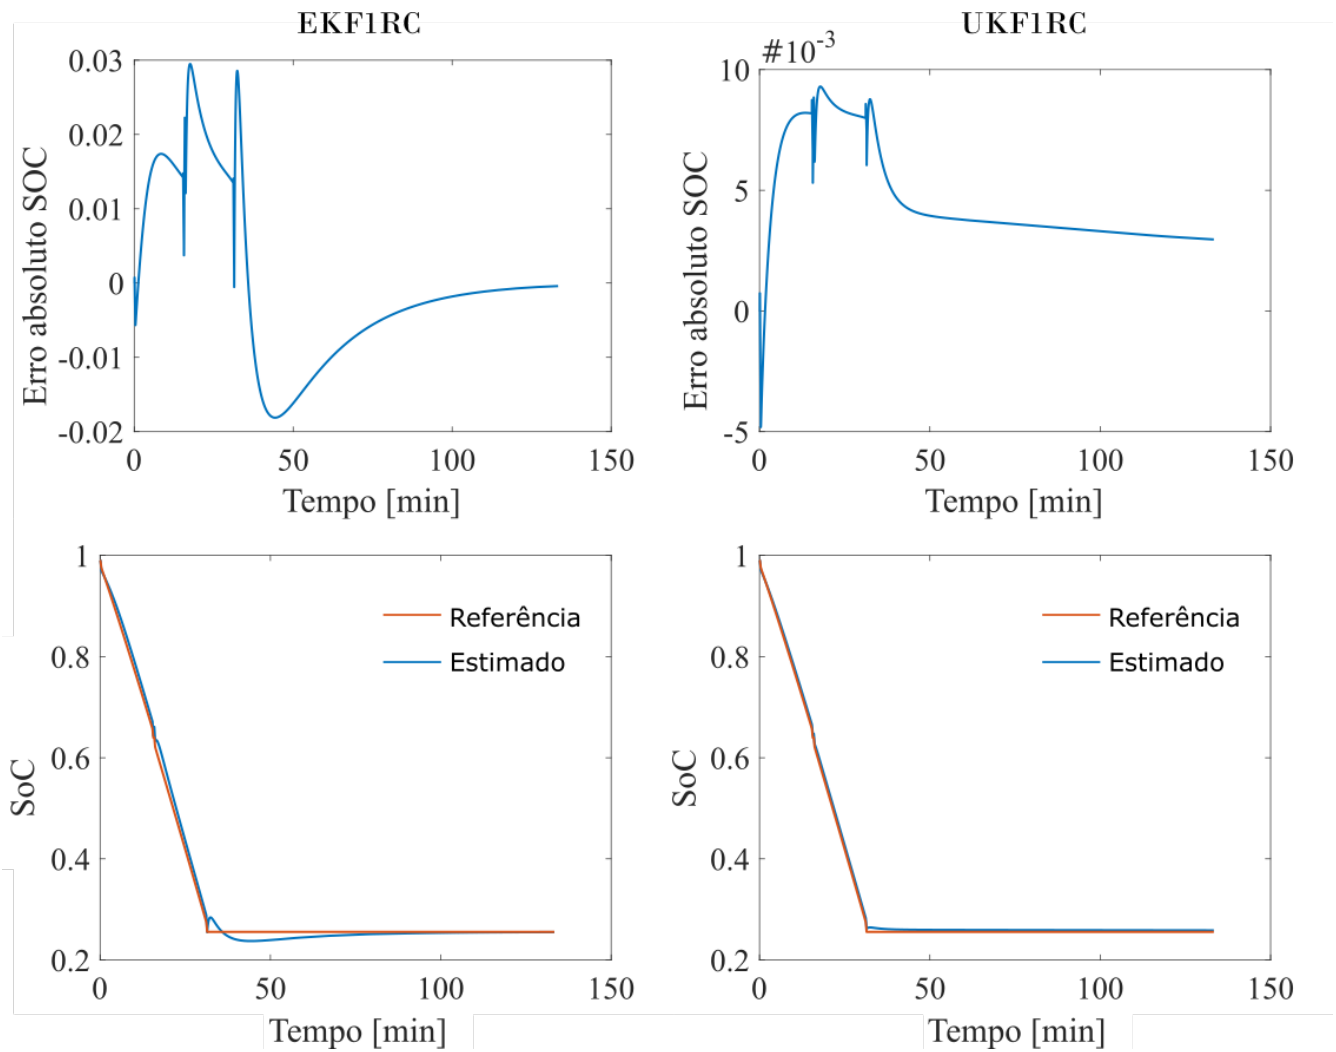 EKF1RC
Erro absoluto SOC
0.03
0.02
0.01
0
-0.01
-0.02
0 50 100 150
Tempo [min]
UKF1RC
#10-3
Erro absoluto SOC
10
5
0
-5
0 50 100 150
Tempo [min]
SoC
1
0.8
0.6
0.4
0.2
Referência
Estimado
0 50 100 150
Tempo [min]
SoC
1
0.8
0.6
0.4
0.2
Referência
Estimado
0 50 100 150
Tempo [min]